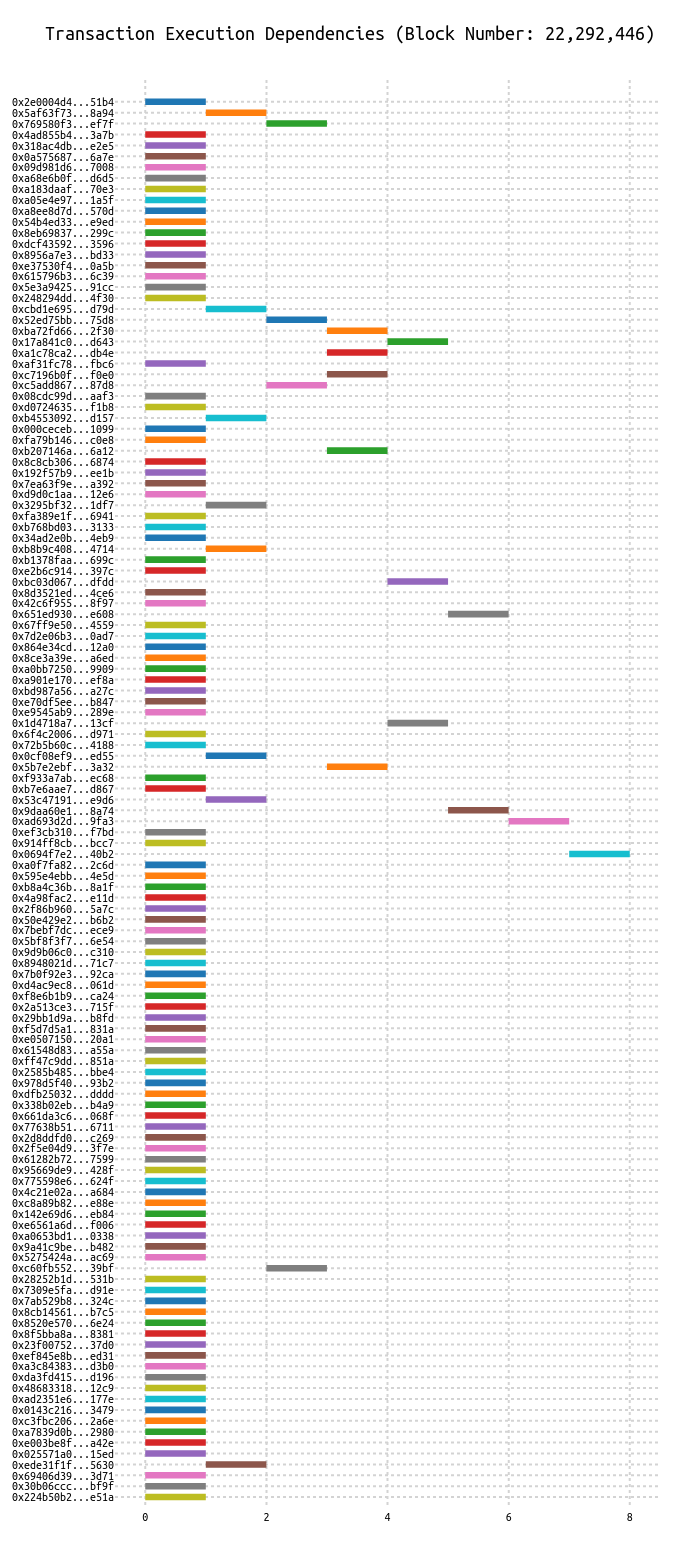 Transaction Execution Dependencies (Block Number: 22,292,446)
0x2e0004d4...51b4
0x5af63f73...8a94
0x769580f3...ef7f
0x4ad855b4...3a7b
0x318ac4db...e2e5
0x0a575687...6a7e
0x09d981d6...7008
0xa68e6b0f...d6d5
0xa183daaf...70e3
0xa05e4e97...1a5f
0xa8ee8d7d...570d
0x54b4ed33...e9ed
0x8eb69837...299c
0xdcf43592...3596
0x8956a7e3...bd33
0xe37530f4...0a5b
0x615796b3...6c39
0x5e3a9425...91cc
0x248294dd...4f30
0xcbd1e695...d79d
0x52ed75bb...75d8
0xba72fd66...2f30
0x17a841c0...d643
0xa1c78ca2...db4e
0xaf31fc78...fbc6
0xc7196b0f...f0e0
0xc5add867...87d8
0x08cdc99d...aaf3
0xd0724635...f1b8
0xb4553092...d157
0x000ceceb...1099
0xfa79b146...c0e8
0xb207146a...6a12
0x8c8cb306...6874
0x192f57b9...ee1b
0x7ea63f9e...a392
0xd9d0c1aa...12e6
0x3295bf32...1df7
0xfa389e1f...6941
0xb768bd03...3133
0x34ad2e0b...4eb9
0xb8b9c408...4714
0xb1378faa...699c
0xe2b6c914...397c
0xbc03d067...dfdd
0x8d3521ed...4ce6
0x42c6f955...8f97
0x651ed930...e608
0x67ff9e50...4559
0x7d2e06b3...0ad7
0x864e34cd...12a0
0x8ce3a39e...a6ed
0xa0bb7250...9909
0xa901e170...ef8a
0xbd987a56...a27c
0xe70df5ee...b847
0xe9545ab9...289e
0x1d4718a7...13cf
0x6f4c2006...d971
0x72b5b60c...4188
0x0cf08ef9...ed55
0x5b7e2ebf...3a32
0xf933a7ab...ec68
0xb7e6aae7...d867
0x53c47191...e9d6
0x9daa60e1...8a74
0xad693d2d...9fa3
0xef3cb310...f7bd
0x914ff8cb...bcc7
0x0694f7e2...40b2
0xa0f7fa82...2c6d
0x595e4ebb...4e5d
0xb8a4c36b...8a1f
0x4a98fac2...e11d
0x2f86b960...5a7c
0x50e429e2...b6b2
0x7bebf7dc...ece9
0x5bf8f3f7...6e54
0x9d9b06c0...c310
0x8948021d...71c7
0x7b0f92e3...92ca
0xd4ac9ec8...061d
0xf8e6b1b9...ca24
0x2a513ce3...715f
0x29bb1d9a...b8fd
0xf5d7d5a1...831a
0xe0507150...20a1
0x61548d83...a55a
0xff47c9dd...851a
0x2585b485...bbe4
0x978d5f40...93b2
0xdfb25032...dddd
0x338b02eb...b4a9
0x661da3c6...068f
0x77638b51...6711
0x2d8ddfd0...c269
0x2f5e04d9...3f7e
0x61282b72...7599
0x95669de9...428f
0x775598e6...624f
0x4c21e02a...a684
0xc8a89b82...e88e
0x142e69d6...eb84
0xe6561a6d...f006
0xa0653bd1...0338
0x9a41c9be...b482
0x5275424a...ac69
0xc60fb552...39bf
0x28252b1d...531b
0x7309e5fa...d91e
0x7ab529b8...324c
0x8cb14561...b7c5
0x8520e570...6e24
0x8f5bba8a...8381
0x23f00752...37d0
0xef845e8b...ed31
0xa3c84383...d3b0
0xda3fd415...d196
0x48683318...12c9
0xad2351e6...177e
0x0143c216...3479
0xc3fbc206...2a6e
0xa7839d0b...2980
0xe003be8f...a42e
0x025571a0...15ed
0xede31f1f...5630
0x69406d39...3d71
0x30b06ccc...bf9f
0x224b50b2...e51a
0 2 4 6 8